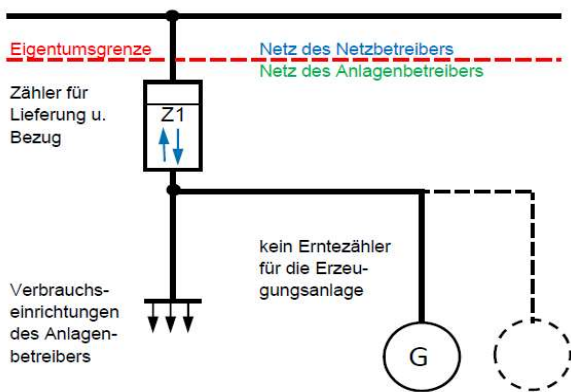 Eigentumsgrenze
Netz des Netzbetreibers
Netz des Anlagenbetreibers
Zähler für
Lieferung u.
Bezug
Z1
kein Erntezähler
für die Erzeu-
gungsanlage
Verbrauchs-
einrichtungen
des Anlagen-
betreibers
G